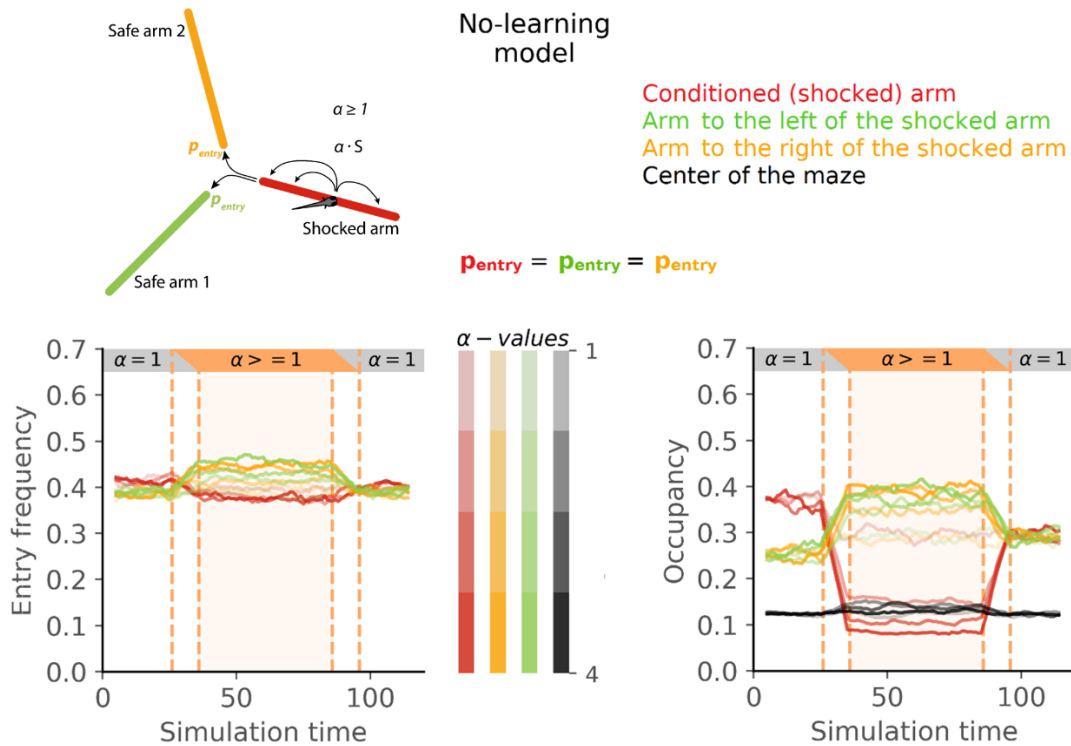 Safe arm 2
No-learning
model
α ≥ 1
Conditioned (shocked) arm
Arm to the left of the shocked arm
Arm to the right of the shocked arm
Center of the maze
α · S
p_entry
p_entry
Shocked arm
Safe arm 1
p_entry = p_entry = p_entry
α − values
0.7
0.6
0.5
0.4
0.3
0.2
0.1
0.0
Entry frequency
α = 1
α >= 1
α = 1
0
50
100
Simulation time
1
4
0.7
0.6
0.5
0.4
0.3
0.2
0.1
0.0
Occupancy
α = 1
α >= 1
α = 1
0
50
100
Simulation time